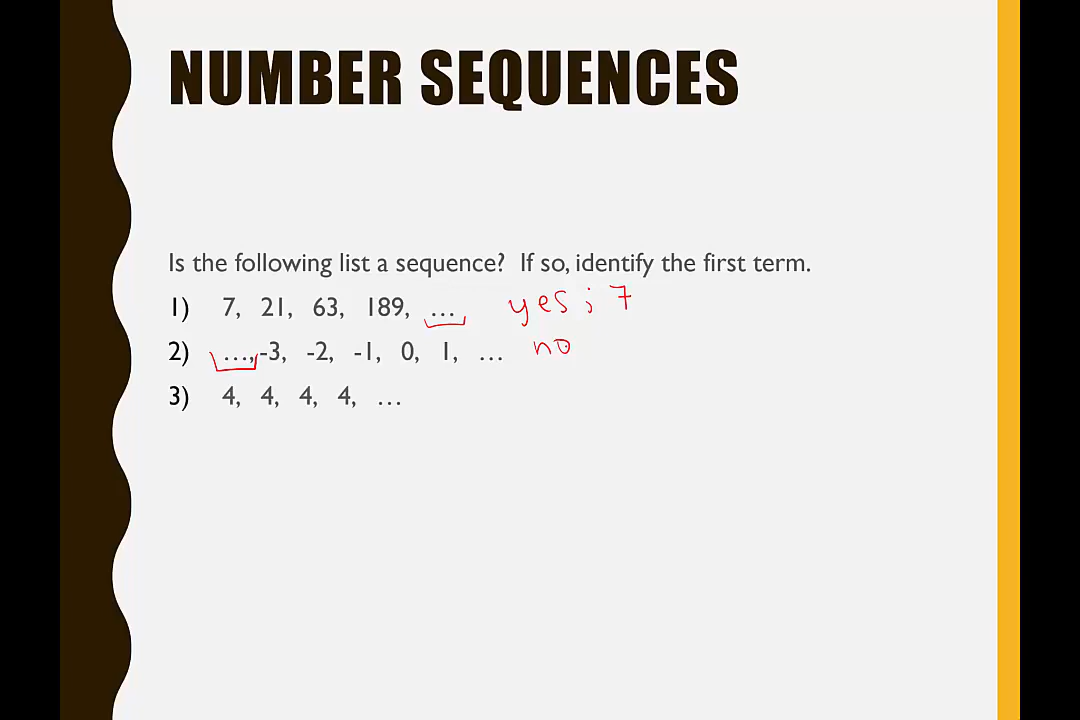 NUMBER SEQUENCES
Is the following list a sequence? If so, identify the first term.
1) 7, 21, 63, 189, ... yes ; 7
2) ..., -3, -2, -1, 0, 1, ... no
3) 4, 4, 4, 4, ...